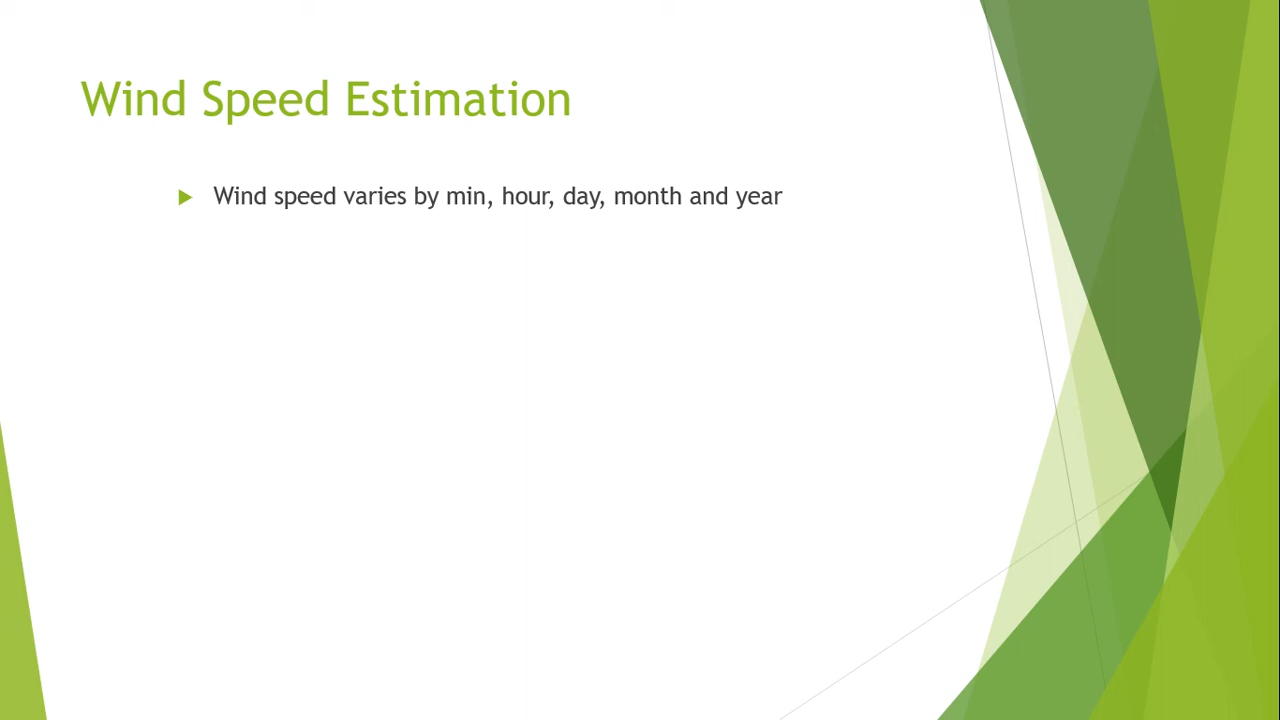 Wind Speed Estimation
Wind speed varies by min, hour, day, month and year